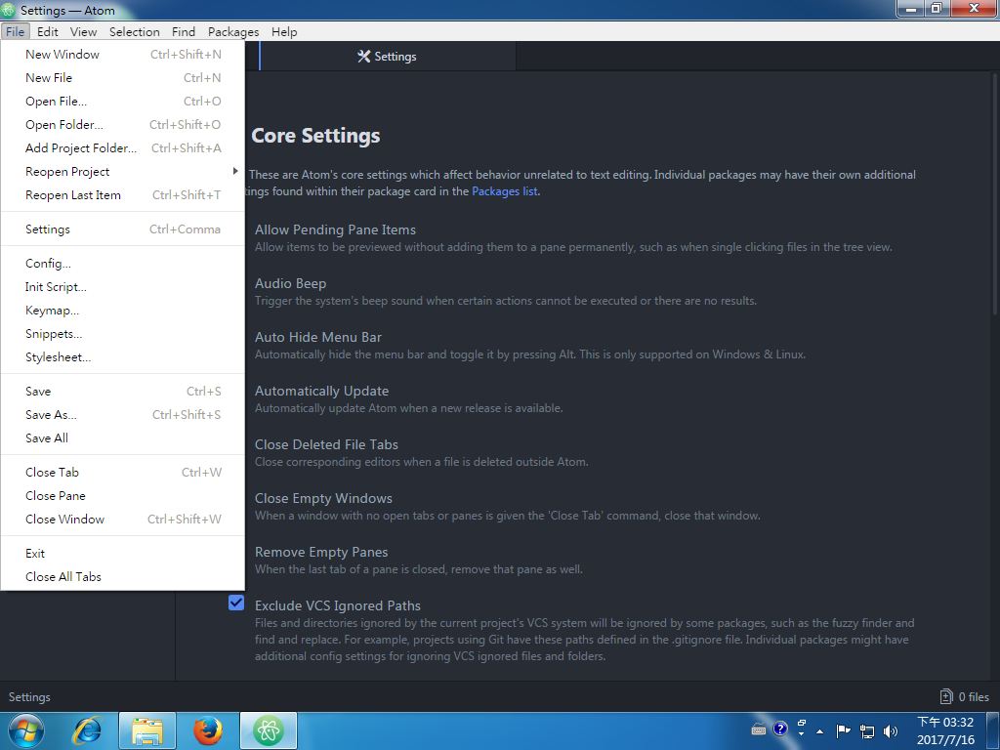 Settings — Atom
File Edit View Selection Find Packages Help
New Window Ctrl+Shift+N
New File Ctrl+N
Open File... Ctrl+O
Open Folder... Ctrl+Shift+O
Add Project Folder... Ctrl+Shift+A
Reopen Project
Reopen Last Item Ctrl+Shift+T
Settings Ctrl+Comma
Config...
Init Script...
Keymap...
Snippets...
Stylesheet...
Save Ctrl+S
Save As... Ctrl+Shift+S
Save All
Close Tab Ctrl+W
Close Pane
Close Window Ctrl+Shift+W
Exit
Close All Tabs
Settings
Core Settings
These are Atom's core settings which affect behavior unrelated to text editing. Individual packages may have their own additional
tings found within their package card in the Packages list.
Allow Pending Pane Items
Allow items to be previewed without adding them to a pane permanently, such as when single clicking files in the tree view.
Audio Beep
Trigger the system's beep sound when certain actions cannot be executed or there are no results.
Auto Hide Menu Bar
Automatically hide the menu bar and toggle it by pressing Alt. This is only supported on Windows & Linux.
Automatically Update
Automatically update Atom when a new release is available.
Close Deleted File Tabs
Close corresponding editors when a file is deleted outside Atom.
Close Empty Windows
When a window with no open tabs or panes is given the 'Close Tab' command, close that window.
Remove Empty Panes
When the last tab of a pane is closed, remove that pane as well.
Exclude VCS Ignored Paths
Files and directories ignored by the current project's VCS system will be ignored by some packages, such as the fuzzy finder and
find and replace. For example, projects using Git have these paths defined in the .gitignore file. Individual packages might have
additional config settings for ignoring VCS ignored files and folders.
Settings
0 files
下午 03:32
2017/7/16